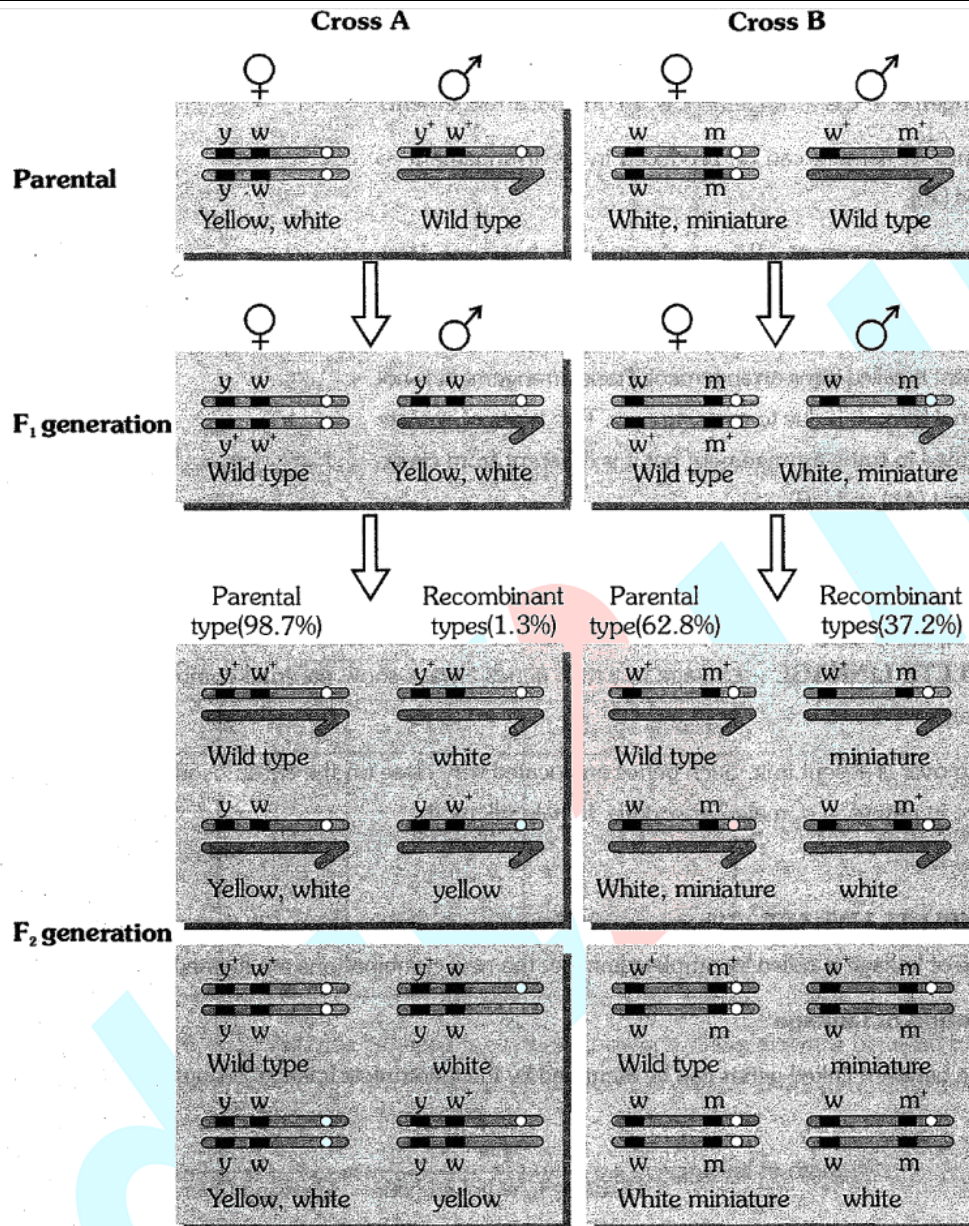 Cross A Cross B
y w y⁺ w⁺ w m w⁺ m⁺
Parental
y w w m
Yellow, white Wild type White, miniature Wild type
y w y w w m w m
F₁ generation
y⁺ w⁺ w⁺ m⁺
Wild type Yellow, white Wild type White, miniature
Parental Recombinant Parental Recombinant
type(98.7%) types(1.3%) type(62.8%) types(37.2%)
y⁺ w⁺ y⁺ w w⁺ m⁺ w⁺ m
Wild type white Wild type miniature
y w y w⁺ w m w m⁺
Yellow, white yellow White, miniature white
F₂ generation
y⁺ w⁺ y⁺ w w⁺ m⁺ w⁺ m
y w y w w m w m
Wild type white Wild type miniature
y w y w⁺ w m w m⁺
y w y w w m w m
Yellow, white yellow White miniature white